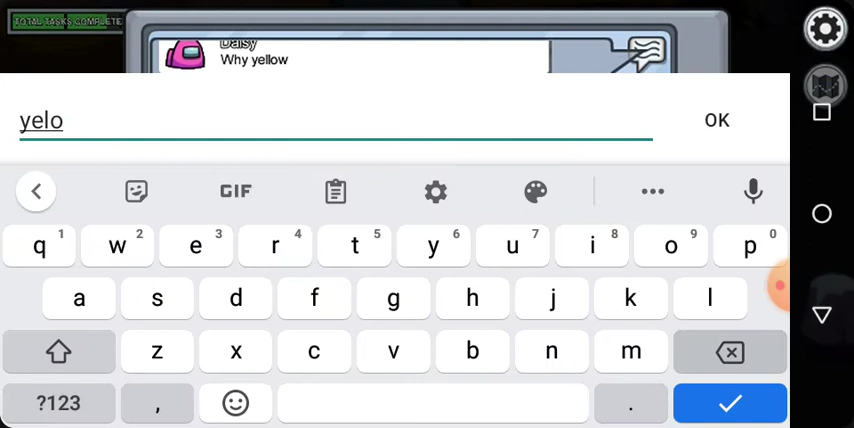 TOTAL TASKS COMPLETE
Daisy
Why yellow
yelo
OK
GIF
q 1 w 2 e 3 r 4 t 5 y 6 u 7 i 8 o 9 p 0
a s d f g h j k l
z x c v b n m
?123 , .